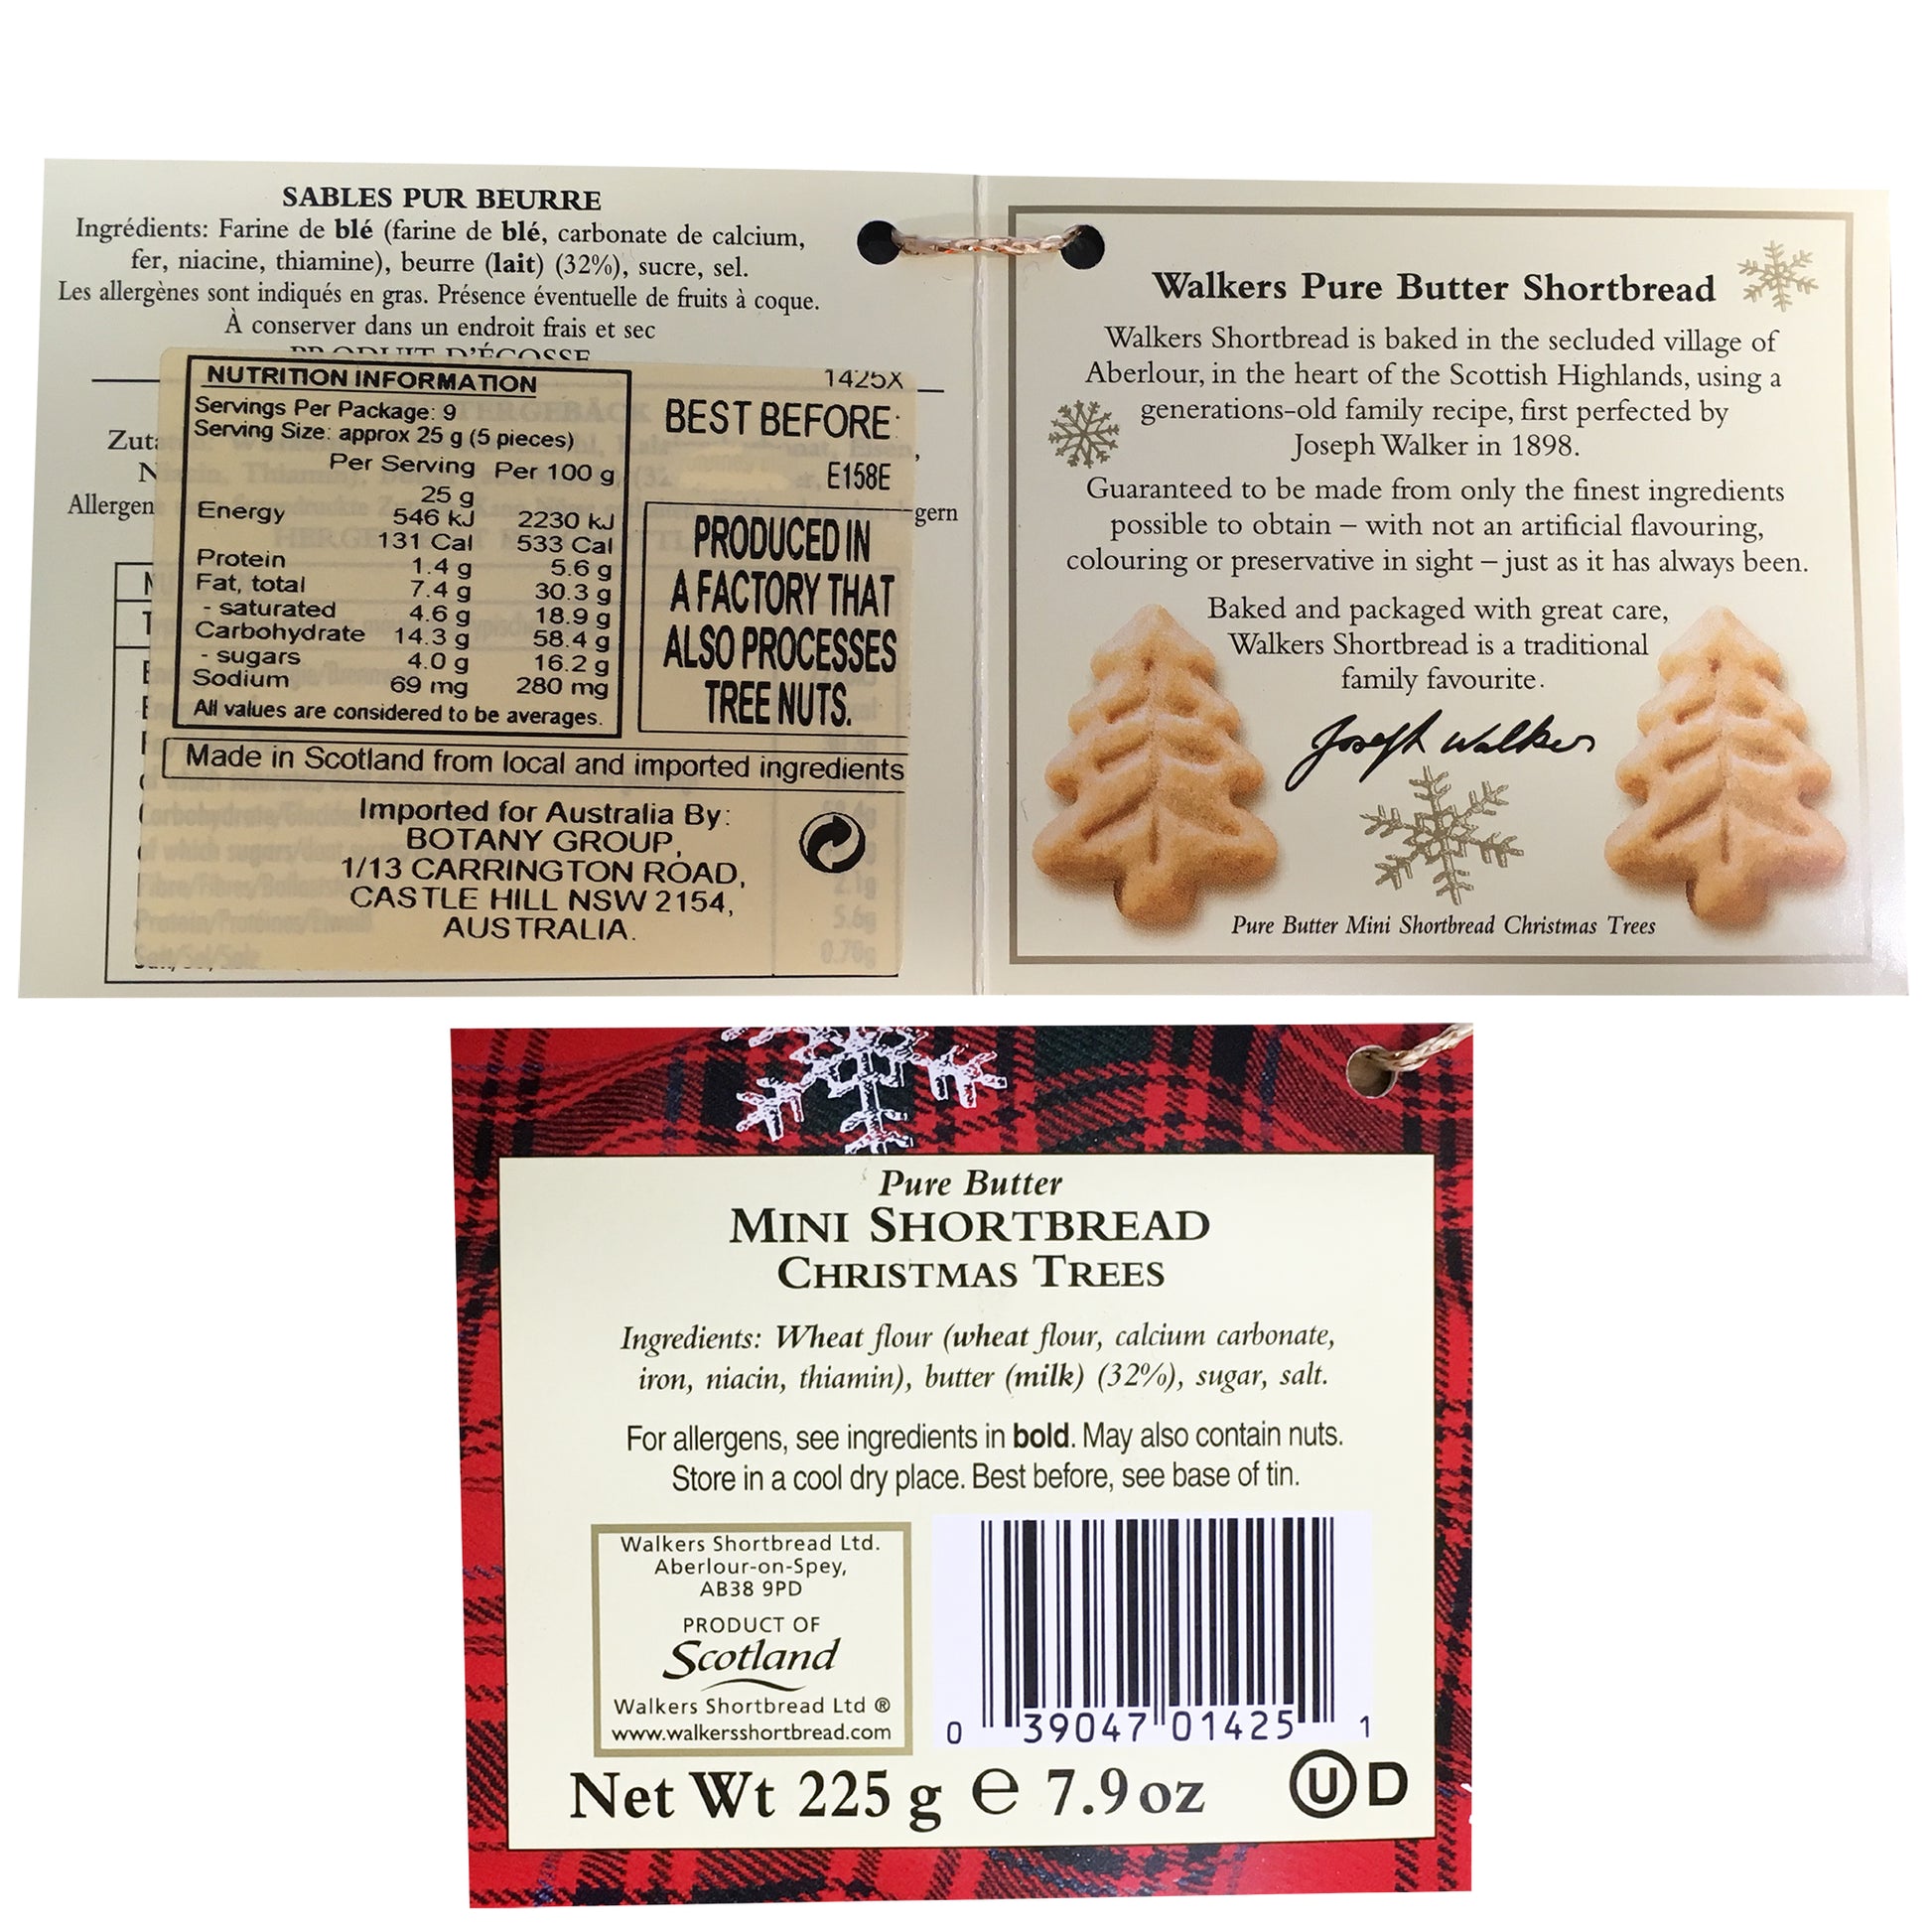 SABLES PUR BEURRE
Ingrédients: Farine de blé (farine de blé, carbonate de calcium,
fer, niacine, thiamine), beurre (lait) (32%), sucre, sel.
Les allergènes sont indiqués en gras. Présence éventuelle de fruits à coque.
À conserver dans un endroit frais et sec
PRODUIT D'ÉCOSSE
NUTRITION INFORMATION
Servings Per Package: 9
Serving Size: approx 25 g (5 pieces)
Per Serving Per 100 g
25 g
Energy 546 kJ 2230 kJ
131 Cal 533 Cal
Protein 1.4 g 5.6 g
Fat, total 7.4 g 30.3 g
- saturated 4.6 g 18.9 g
Carbohydrate 14.3 g 58.4 g
- sugars 4.0 g 16.2 g
Sodium 69 mg 280 mg
All values are considered to be averages.
1425X
BEST BEFORE:
E158E
PRODUCED IN
A FACTORY THAT
ALSO PROCESSES
TREE NUTS.
Made in Scotland from local and imported ingredients
Imported for Australia By:
BOTANY GROUP,
1/13 CARRINGTON ROAD,
CASTLE HILL NSW 2154,
AUSTRALIA.
Walkers Pure Butter Shortbread
Walkers Shortbread is baked in the secluded village of
Aberlour, in the heart of the Scottish Highlands, using a
generations-old family recipe, first perfected by
Joseph Walker in 1898.
Guaranteed to be made from only the finest ingredients
possible to obtain – with not an artificial flavouring,
colouring or preservative in sight – just as it has always been.
Baked and packaged with great care,
Walkers Shortbread is a traditional
family favourite.
Joseph Walker
Pure Butter Mini Shortbread Christmas Trees
Pure Butter
MINI SHORTBREAD
CHRISTMAS TREES
Ingredients: Wheat flour (wheat flour, calcium carbonate,
iron, niacin, thiamin), butter (milk) (32%), sugar, salt.
For allergens, see ingredients in bold. May also contain nuts.
Store in a cool dry place. Best before, see base of tin.
Walkers Shortbread Ltd.
Aberlour-on-Spey,
AB38 9PD
PRODUCT OF
Scotland
Walkers Shortbread Ltd ®
www.walkersshortbread.com
0 39047 01425 1
Net Wt 225 g ℮ 7.9 oz
U D